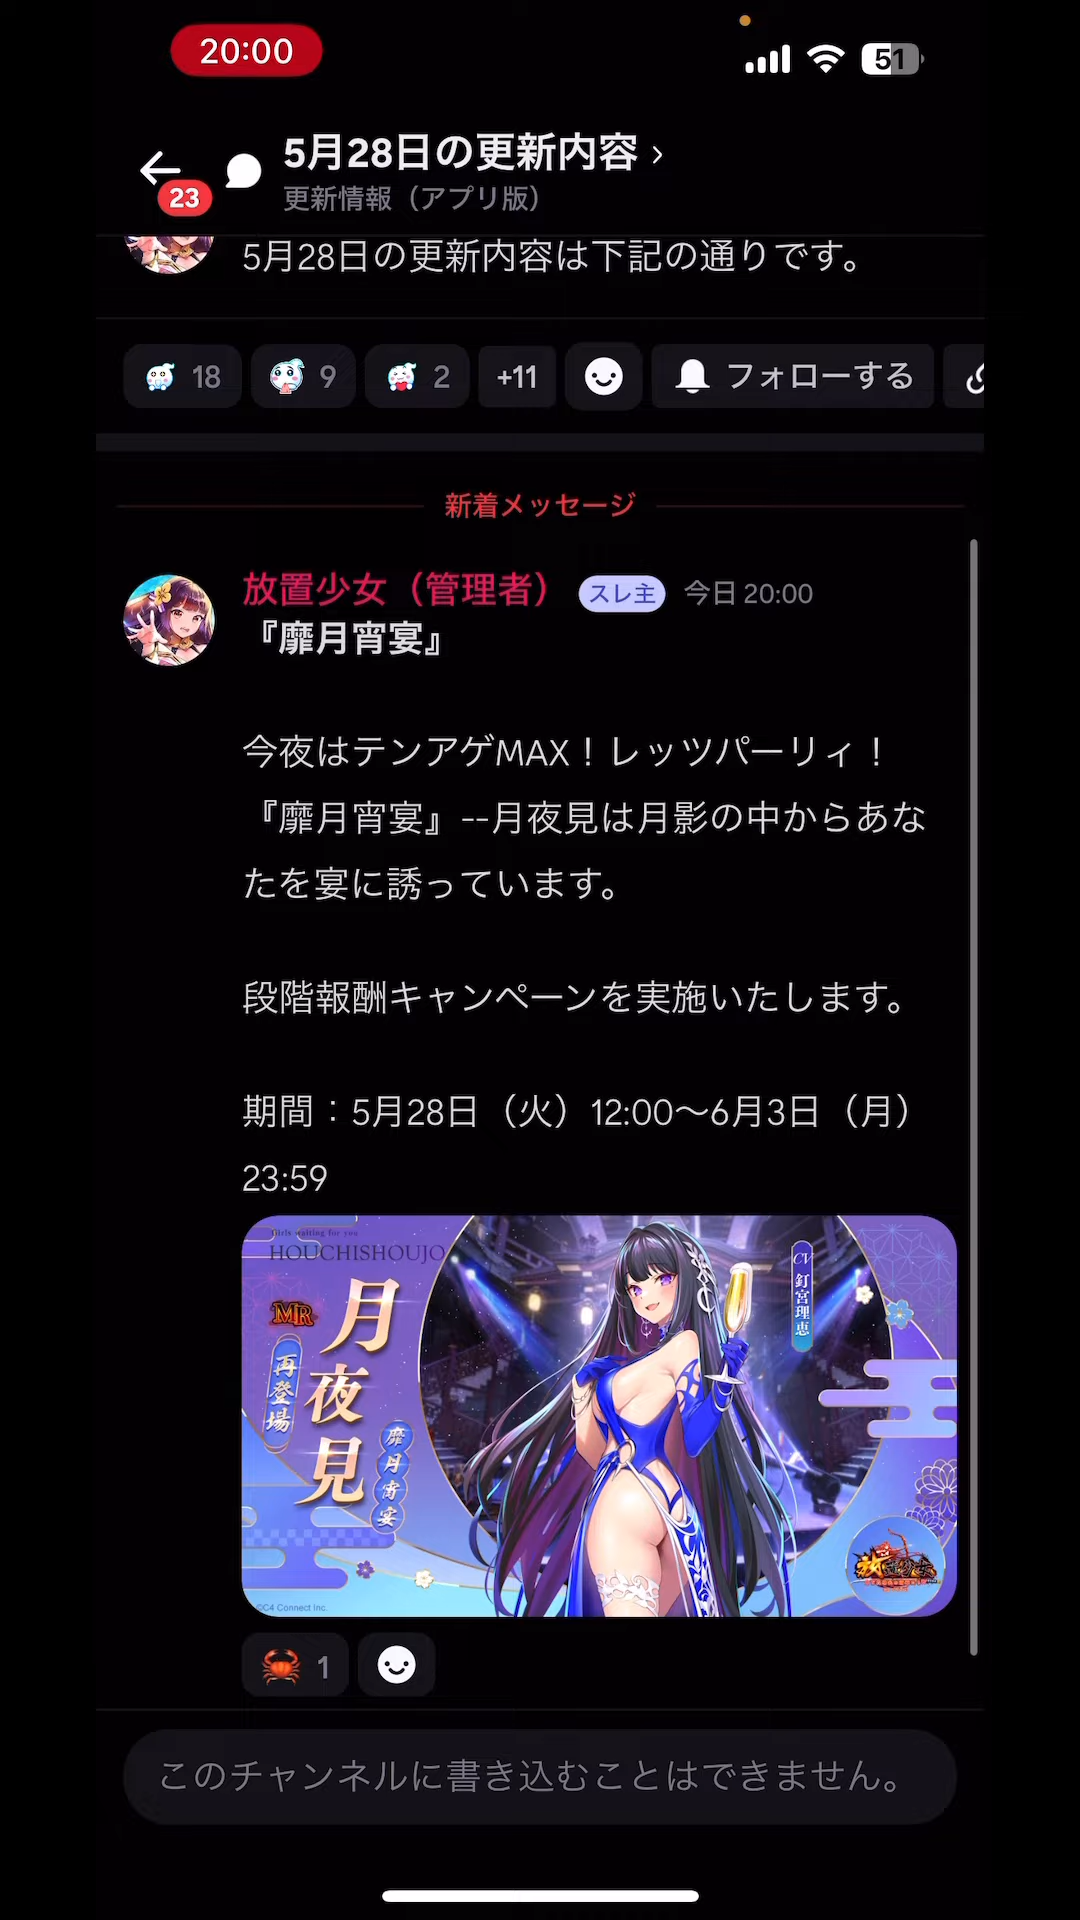 20:00
51
5月28日の更新内容 ›
23
更新情報（アプリ版）
5月28日の更新内容は下記の通りです。
18
9
2
+11
フォローする
新着メッセージ
放置少女（管理者） スレ主 今日 20:00
『靡月宵宴』
今夜はテンアゲMAX！レッツパーリィ！
『靡月宵宴』--月夜見は月影の中からあな
たを宴に誘っています。
段階報酬キャンペーンを実施いたします。
期間：5月28日（火）12:00〜6月3日（月）
23:59
Girls waiting for you
HOUCHISHOUJO
MR
再登場
月夜見
靡月宵宴
CV 釘宮理恵
放置少女
©C4 Connect Inc.
1
このチャンネルに書き込むことはできません。